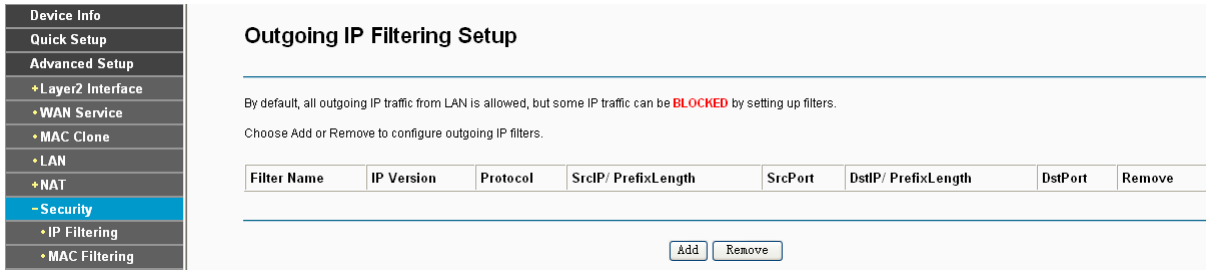 Device Info
Quick Setup
Advanced Setup
+Layer2 Interface
•WAN Service
•MAC Clone
•LAN
+NAT
-Security
•IP Filtering
•MAC Filtering
Outgoing IP Filtering Setup
By default, all outgoing IP traffic from LAN is allowed, but some IP traffic can be BLOCKED by setting up filters.
Choose Add or Remove to configure outgoing IP filters.
Filter Name IP Version Protocol SrcIP/ PrefixLength SrcPort DstIP/ PrefixLength DstPort Remove
Add Remove